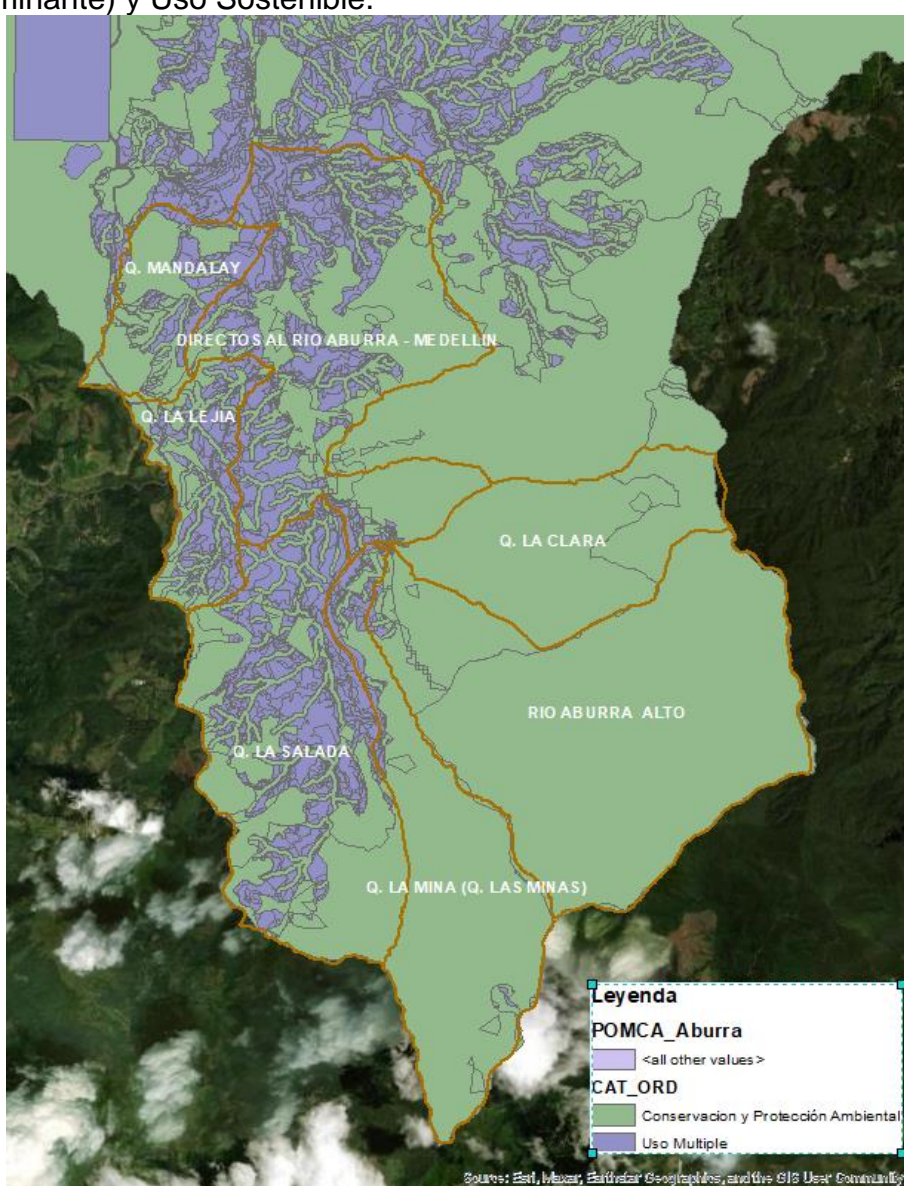 minante) y Uso Sostenible.
Q. MANDALAY
DIRECTOS AL RIO ABURRA - MEDELLIN
Q. LA LEJIA
Q. LA CLARA
RIO ABURRA ALTO
Q. LA SALADA
Q. LA MINA (Q. LAS MINAS)
Leyenda
POMCA_Aburra
<all other values>
CAT_ORD
Conservacion y Protección Ambiental
Uso Multiple
Source: Esri, Maxar, Earthstar Geographics, and the GIS User Community